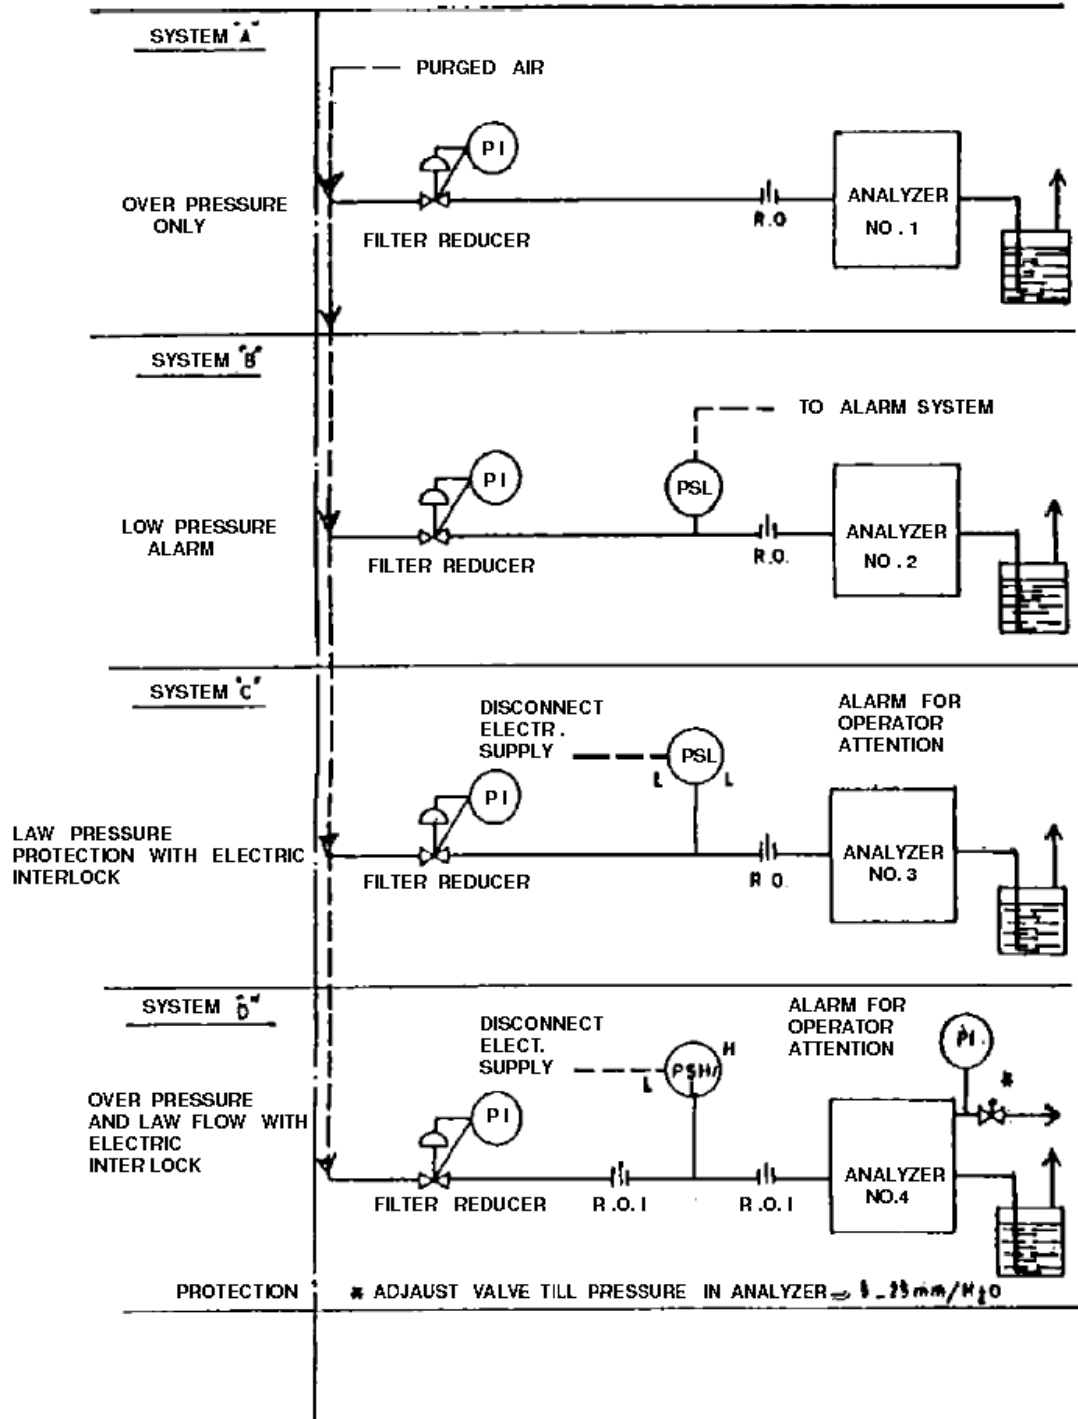 SYSTEM "A"
PURGED AIR
PI
OVER PRESSURE
ONLY
FILTER REDUCER
R.O
ANALYZER
NO . 1
SYSTEM "B"
TO ALARM SYSTEM
PI
PSL
LOW PRESSURE
ALARM
FILTER REDUCER
R.O.
ANALYZER
NO . 2
SYSTEM "C"
DISCONNECT
ELECTR.
SUPPLY
PSL
L L
ALARM FOR
OPERATOR
ATTENTION
PI
LAW PRESSURE
PROTECTION WITH ELECTRIC
INTERLOCK
FILTER REDUCER
R O.
ANALYZER
NO. 3
SYSTEM "D"
DISCONNECT
ELECT.
SUPPLY
H
PSH/
L
ALARM FOR
OPERATOR
ATTENTION
PI.
*
PI
OVER PRESSURE
AND LAW FLOW WITH
ELECTRIC
INTERLOCK
FILTER REDUCER
R.O.I
R.O.I
ANALYZER
NO.4
PROTECTION
* ADJAUST VALVE TILL PRESSURE IN ANALYZER mm/H2O